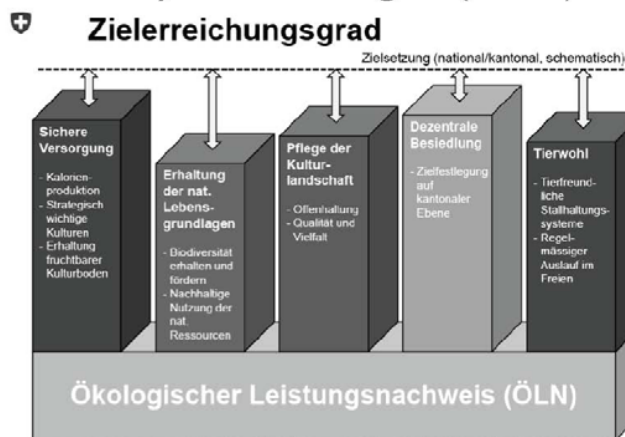 Zielerreichungsgrad
Zielsetzung (national/kantonal, schematisch)
Sichere
Versorgung
- Kalorien-
produktion
- Strategisch
wichtige
Kulturen
- Erhaltung
fruchtbarer
Kulturboden
Erhaltung
der nat.
Lebens-
grundlagen
- Biodiversität
erhalten und
fördern
- Nachhaltige
Nutzung der
nat.
Ressourcen
Pflege der
Kultur-
landschaft
- Offenhaltung
- Qualität und
Vielfalt
Dezentrale
Besiedlung
- Zielfestlegung
auf
kantonaler
Ebene
Tierwohl
- Tierfreund-
liche
Stallhaltungs-
systeme
- Regel-
mässiger
Auslauf im
Freien
Ökologischer Leistungsnachweis (ÖLN)